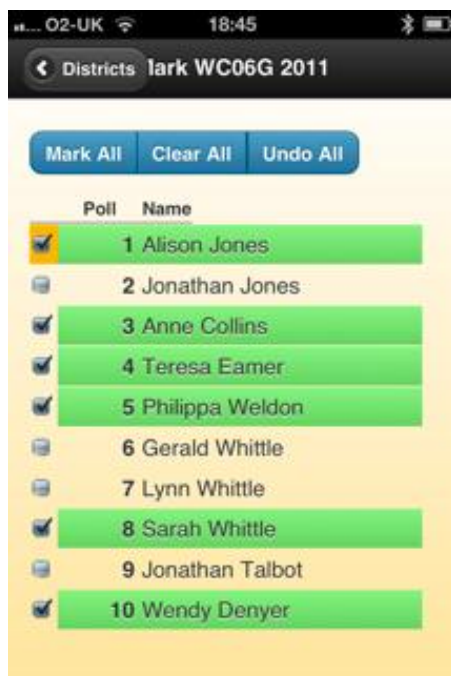 O2-UK 18:45
Districts Mark WC06G 2011
Mark All Clear All Undo All
Poll Name
1 Alison Jones
2 Jonathan Jones
3 Anne Collins
4 Teresa Eamer
5 Philippa Weldon
6 Gerald Whittle
7 Lynn Whittle
8 Sarah Whittle
9 Jonathan Talbot
10 Wendy Denyer